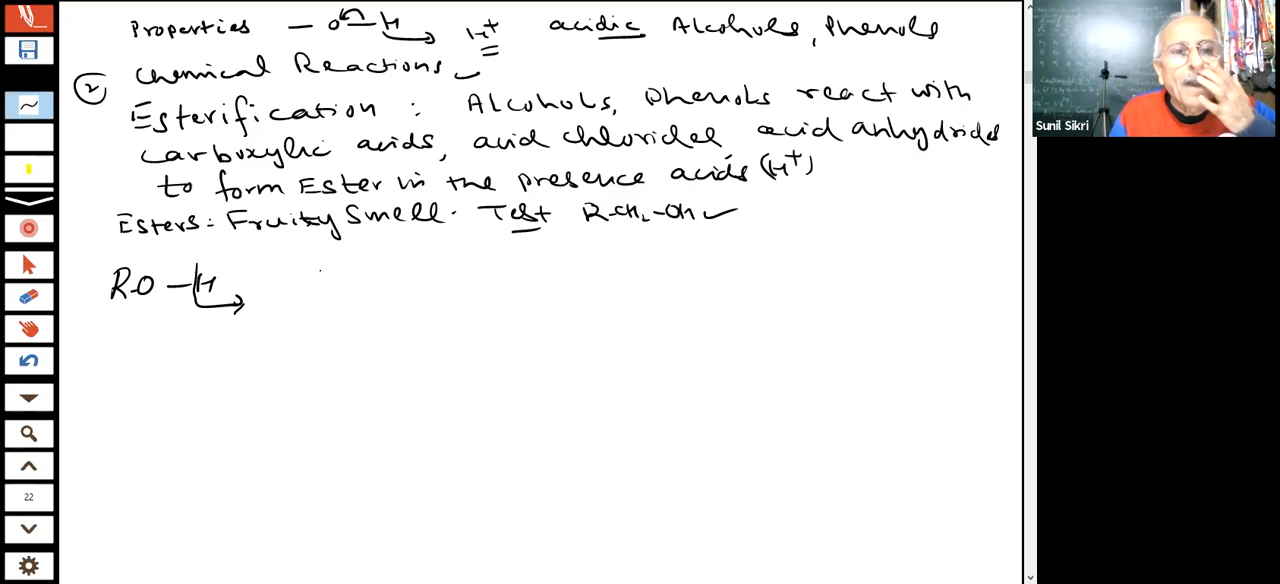 Properties — O — H H+ acidic Alcohols, Phenols
② Chemical Reactions
Esterification : Alcohols, Phenols react with
carboxylic acids, acid chlorides acid anhydrides
to form Ester in the presence acids (H+)
Esters = Fruity Smell. Test R-CH2-OH ✓
RO — H
22
Sunil Sikri